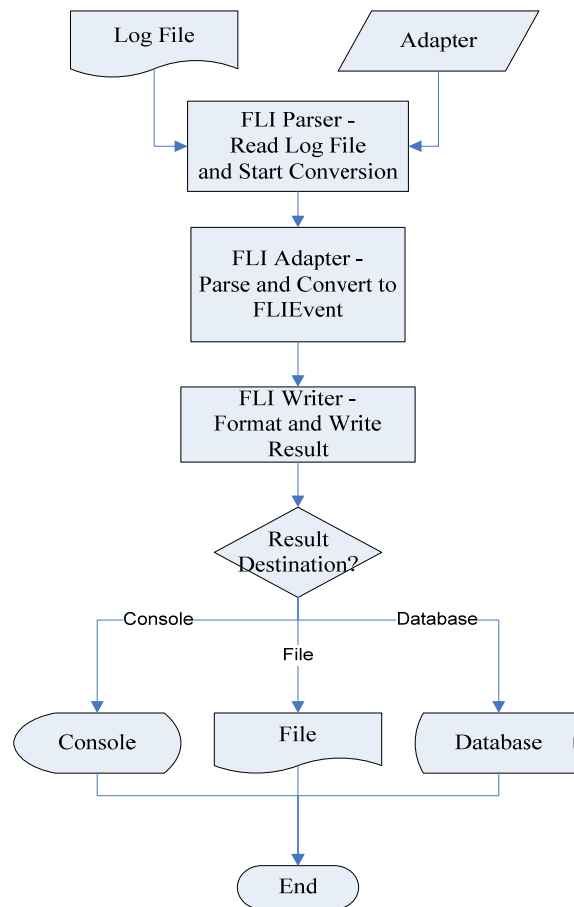 Log File
Adapter
FLI Parser -
Read Log File
and Start Conversion
FLI Adapter -
Parse and Convert to
FLIEvent
FLI Writer -
Format and Write
Result
Result
Destination?
Console
Database
File
Console
File
Database
End